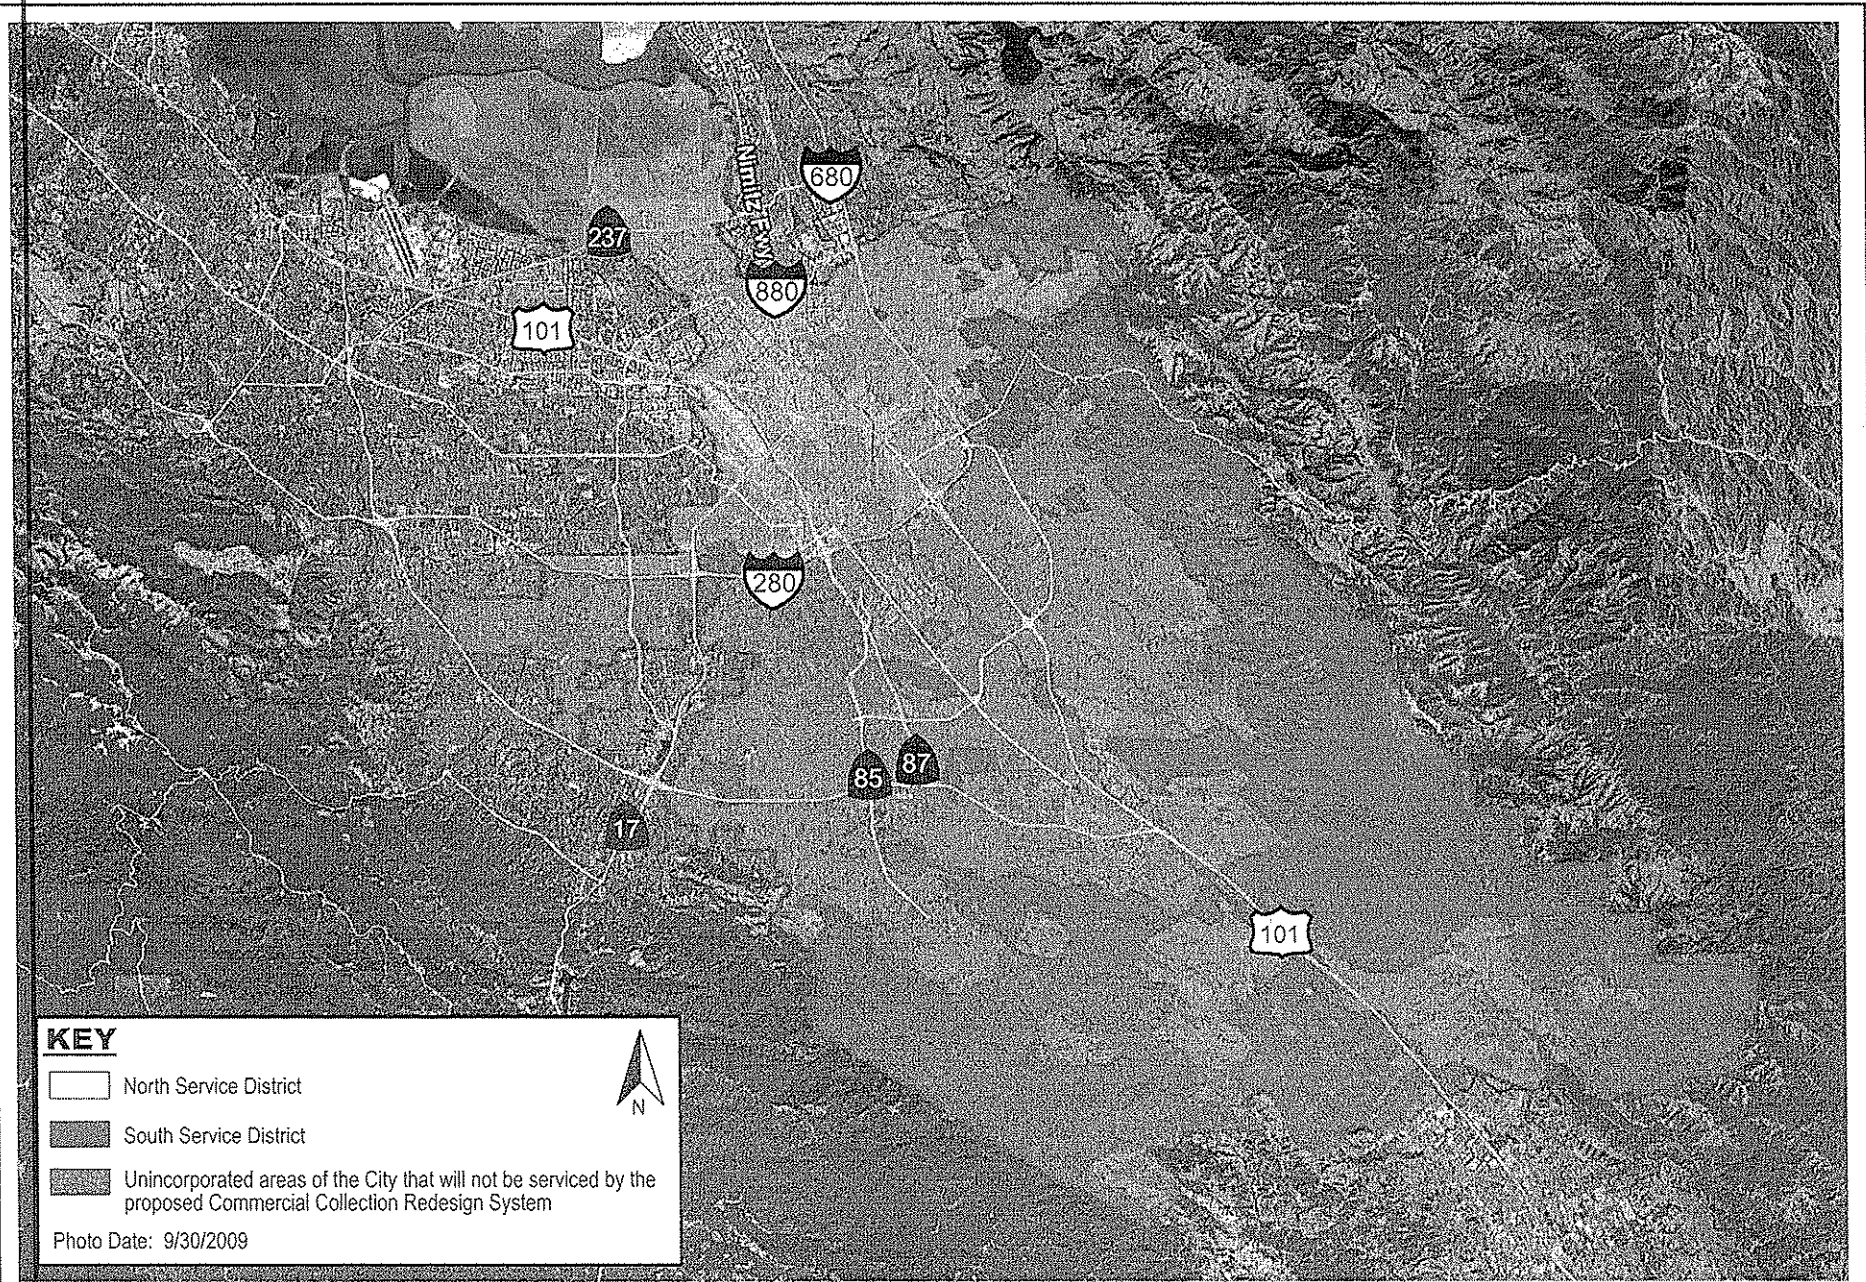 Nimitz Fwy
680
237
880
101
280
85
87
17
101
KEY
North Service District
South Service District
Unincorporated areas of the City that will not be serviced by the
proposed Commercial Collection Redesign System
N
Photo Date: 9/30/2009